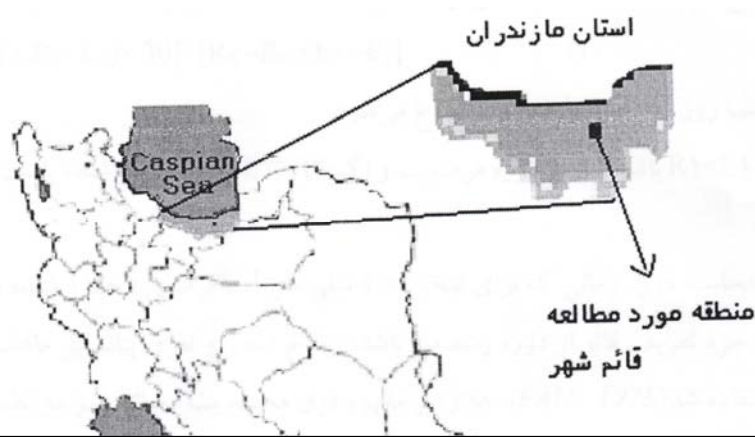 استان مازندران
Caspian
Sea
منطقه مورد مطالعه
قائم شهر